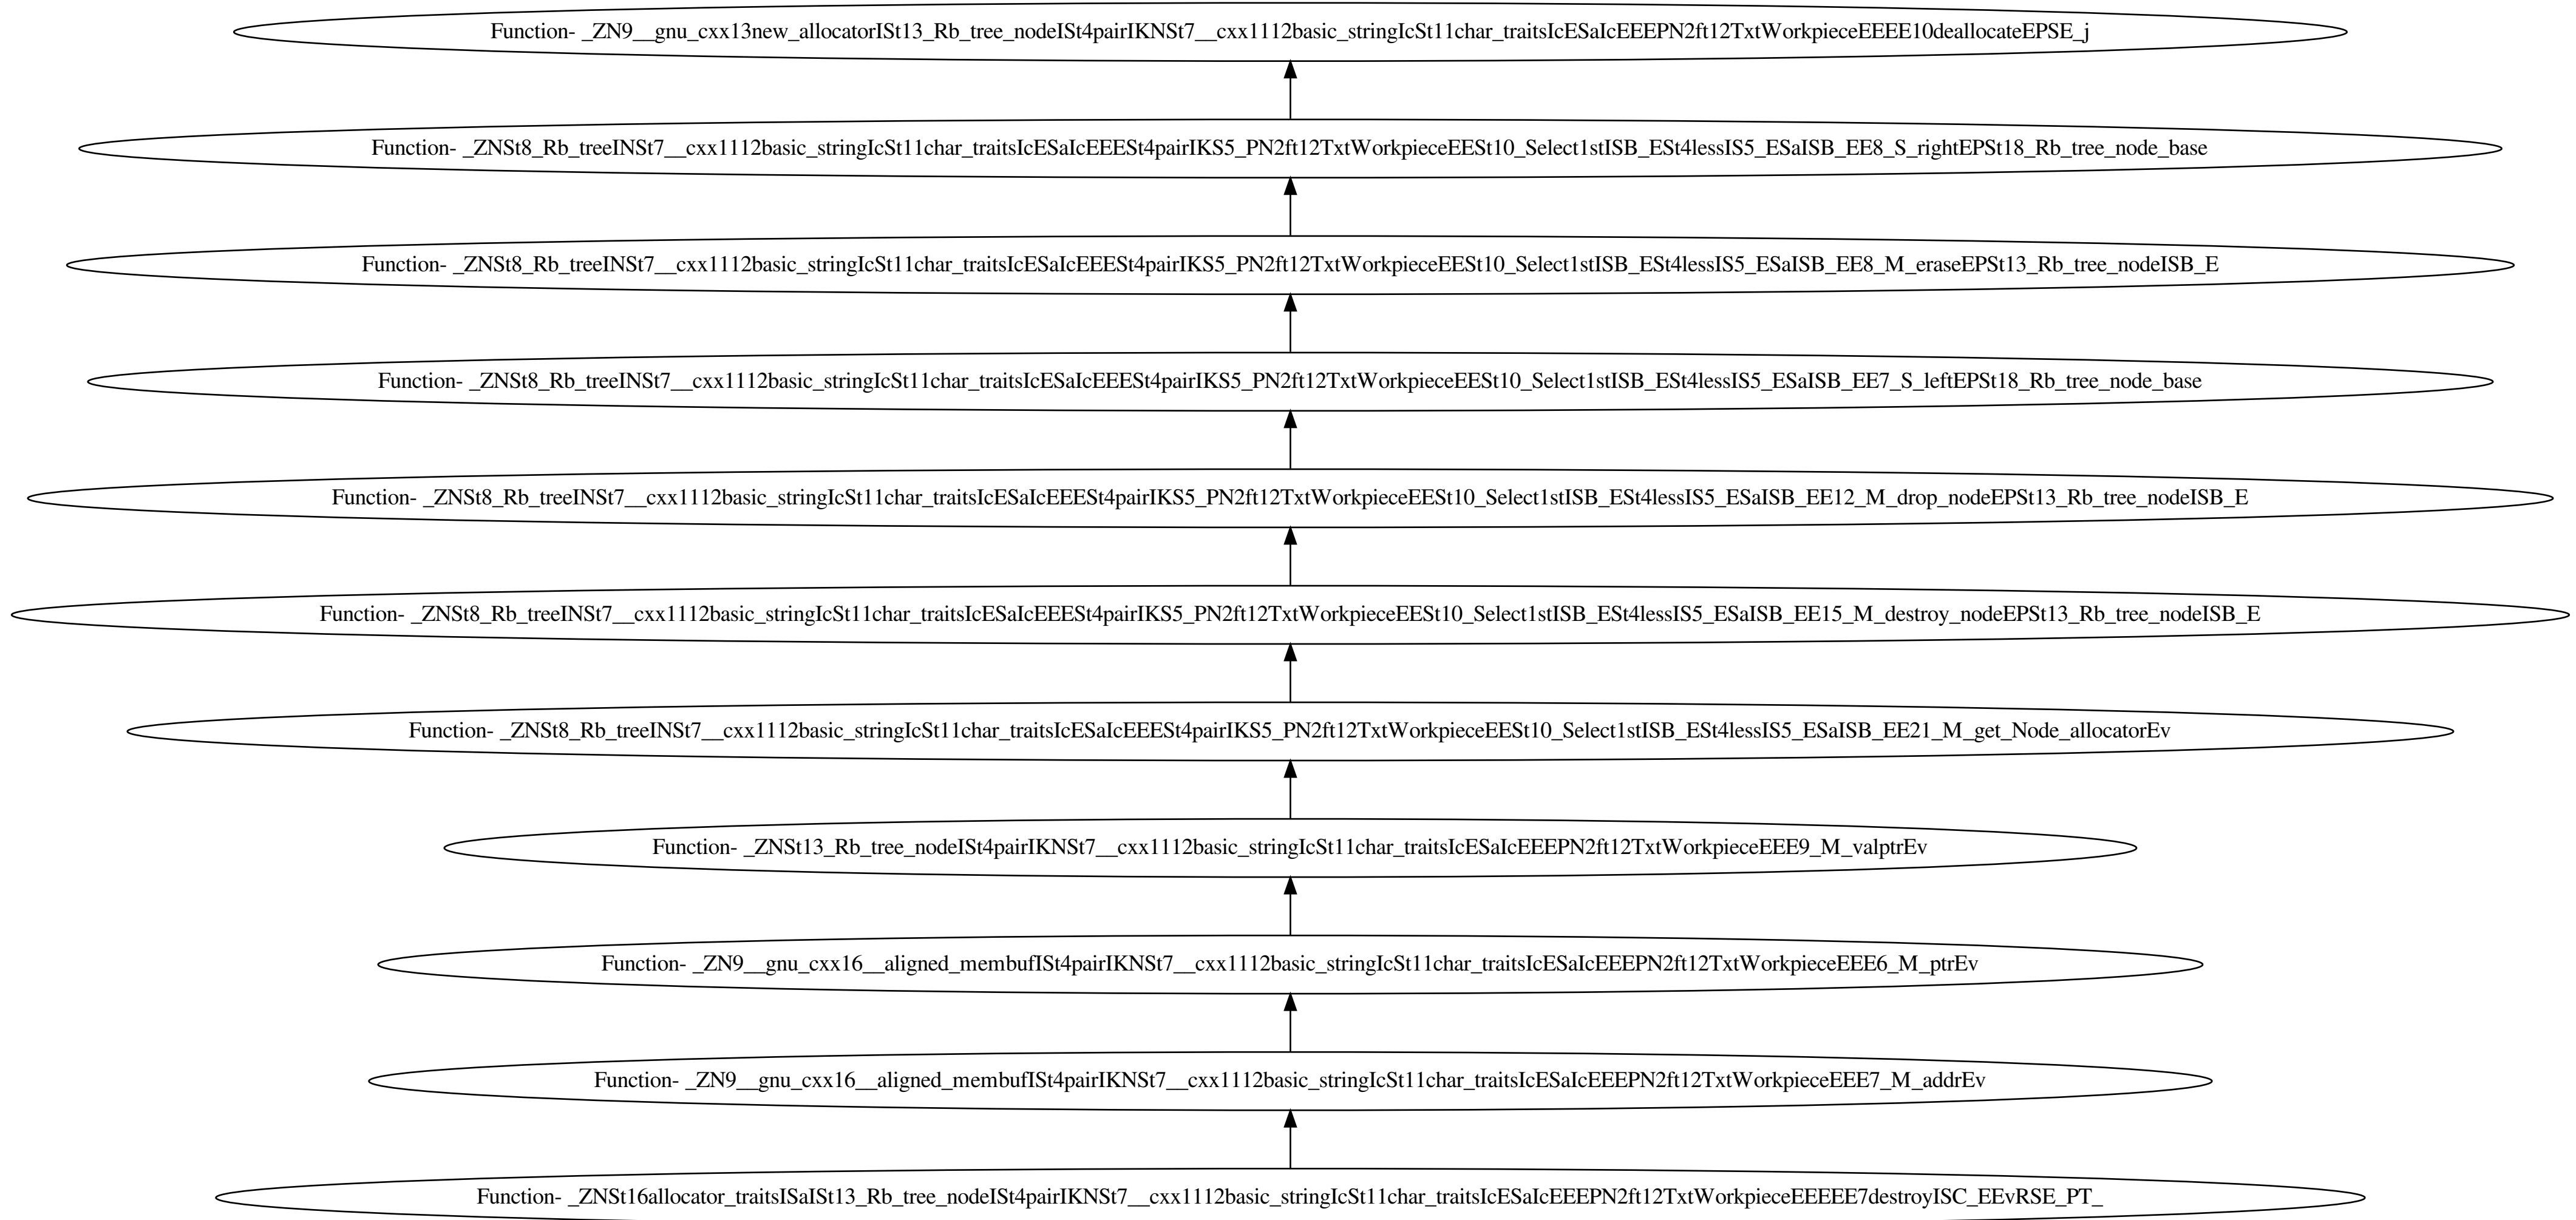 Function- _ZN9__gnu_cxx13new_allocatorISt13_Rb_tree_nodeISt4pairIKNSt7__cxx1112basic_stringIcSt11char_traitsIcESaIcEEEPN2ft12TxtWorkpieceEEEE10deallocateEPSE_j
Function- _ZNSt8_Rb_treeINSt7__cxx1112basic_stringIcSt11char_traitsIcESaIcEEESt4pairIKS5_PN2ft12TxtWorkpieceEESt10_Select1stISB_ESt4lessIS5_ESaISB_EE8_S_rightEPSt18_Rb_tree_node_base
Function- _ZNSt8_Rb_treeINSt7__cxx1112basic_stringIcSt11char_traitsIcESaIcEEESt4pairIKS5_PN2ft12TxtWorkpieceEESt10_Select1stISB_ESt4lessIS5_ESaISB_EE8_M_eraseEPSt13_Rb_tree_nodeISB_E
Function- _ZNSt8_Rb_treeINSt7__cxx1112basic_stringIcSt11char_traitsIcESaIcEEESt4pairIKS5_PN2ft12TxtWorkpieceEESt10_Select1stISB_ESt4lessIS5_ESaISB_EE7_S_leftEPSt18_Rb_tree_node_base
Function- _ZNSt8_Rb_treeINSt7__cxx1112basic_stringIcSt11char_traitsIcESaIcEEESt4pairIKS5_PN2ft12TxtWorkpieceEESt10_Select1stISB_ESt4lessIS5_ESaISB_EE12_M_drop_nodeEPSt13_Rb_tree_nodeISB_E
Function- _ZNSt8_Rb_treeINSt7__cxx1112basic_stringIcSt11char_traitsIcESaIcEEESt4pairIKS5_PN2ft12TxtWorkpieceEESt10_Select1stISB_ESt4lessIS5_ESaISB_EE15_M_destroy_nodeEPSt13_Rb_tree_nodeISB_E
Function- _ZNSt8_Rb_treeINSt7__cxx1112basic_stringIcSt11char_traitsIcESaIcEEESt4pairIKS5_PN2ft12TxtWorkpieceEESt10_Select1stISB_ESt4lessIS5_ESaISB_EE21_M_get_Node_allocatorEv
Function- _ZNSt13_Rb_tree_nodeISt4pairIKNSt7__cxx1112basic_stringIcSt11char_traitsIcESaIcEEEPN2ft12TxtWorkpieceEEE9_M_valptrEv
Function- _ZN9__gnu_cxx16__aligned_membufISt4pairIKNSt7__cxx1112basic_stringIcSt11char_traitsIcESaIcEEEPN2ft12TxtWorkpieceEEE6_M_ptrEv
Function- _ZN9__gnu_cxx16__aligned_membufISt4pairIKNSt7__cxx1112basic_stringIcSt11char_traitsIcESaIcEEEPN2ft12TxtWorkpieceEEE7_M_addrEv
Function- _ZNSt16allocator_traitsISaISt13_Rb_tree_nodeISt4pairIKNSt7__cxx1112basic_stringIcSt11char_traitsIcESaIcEEEPN2ft12TxtWorkpieceEEEEE7destroyISC_EEvRSE_PT_